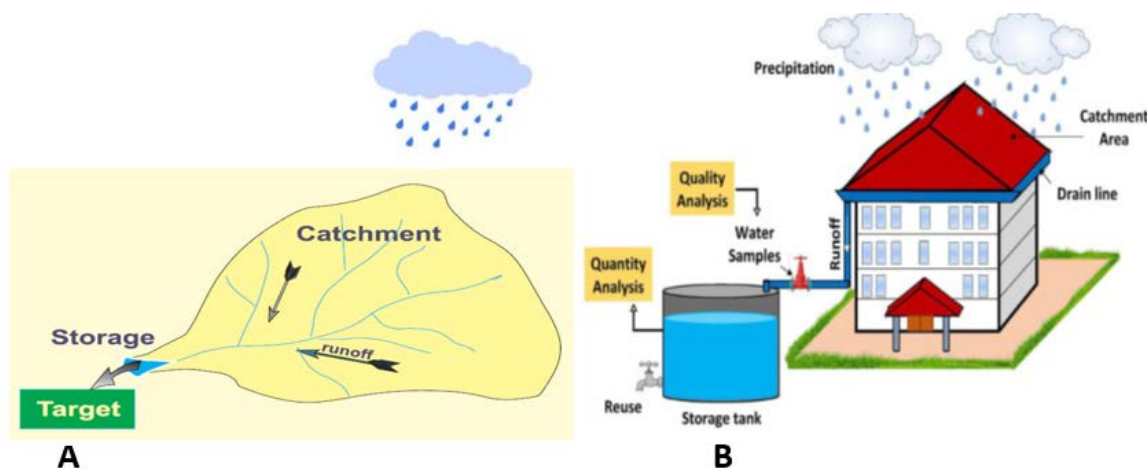 Catchment
runoff
Storage
Target
A
Precipitation
Catchment
Area
Drain line
Quality
Analysis
Water
Samples
Runoff
Quantity
Analysis
Reuse
Storage tank
B